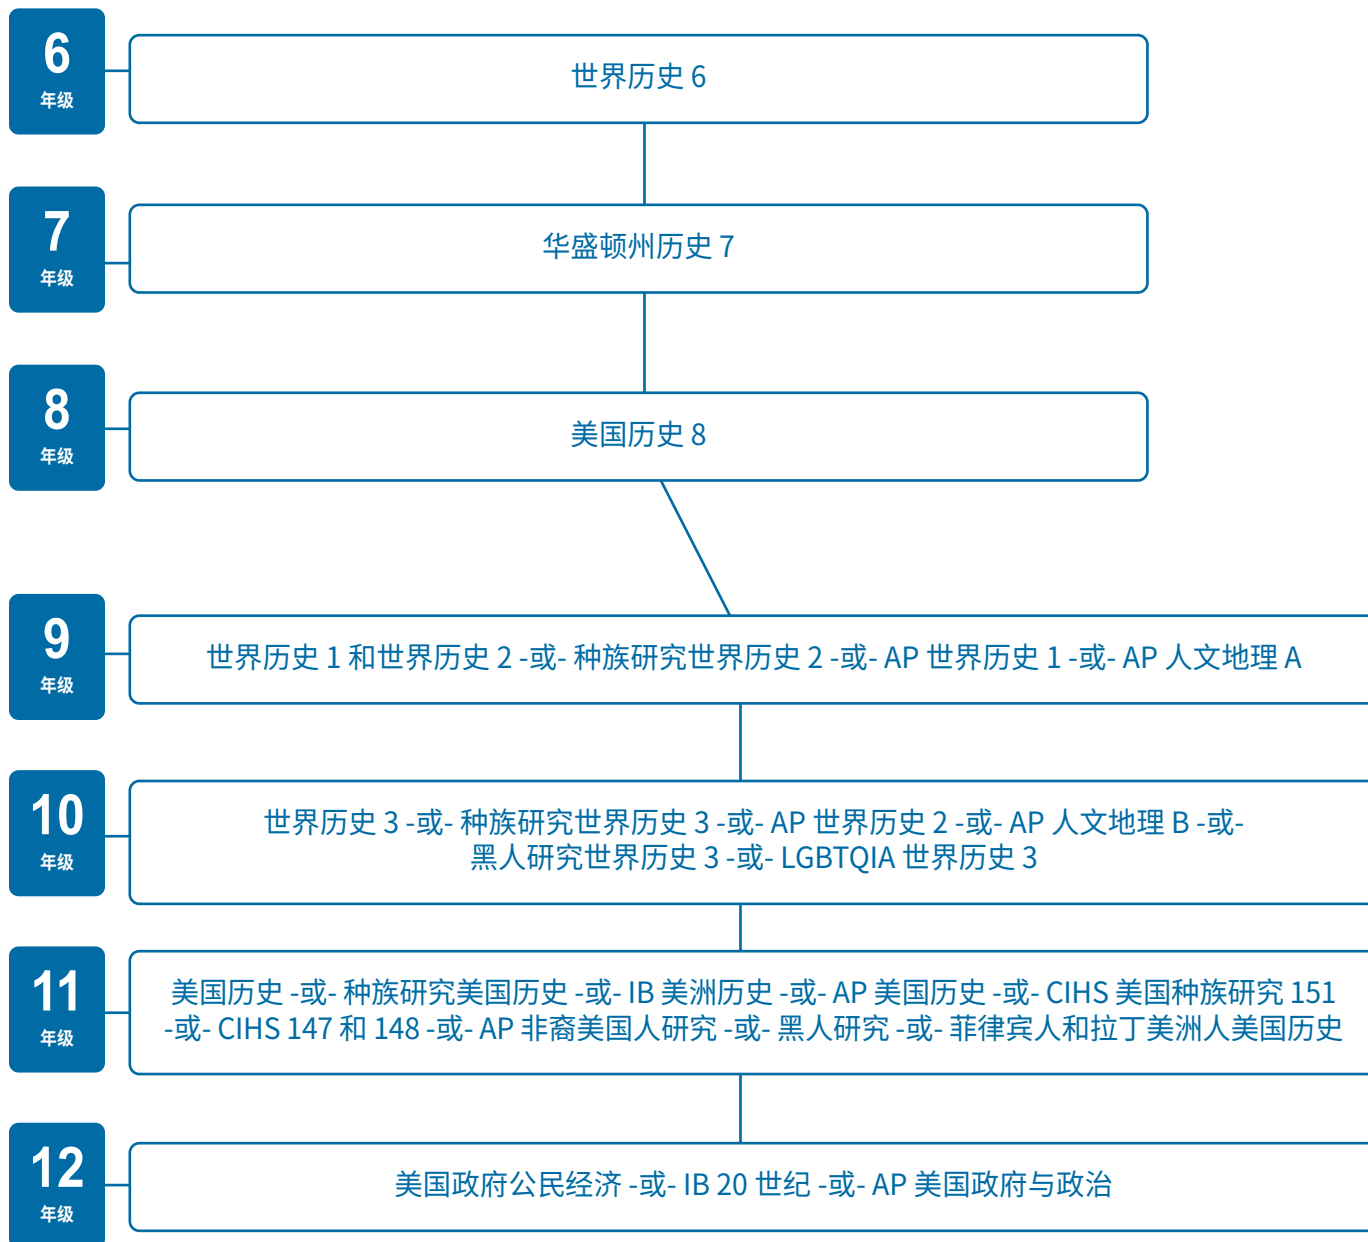 6
年级
世界历史 6
7
年级
华盛顿州历史 7
8
年级
美国历史 8
9
年级
世界历史 1 和世界历史 2 -或- 种族研究世界历史 2 -或- AP 世界历史 1 -或- AP 人文地理 A
10
年级
世界历史 3 -或- 种族研究世界历史 3 -或- AP 世界历史 2 -或- AP 人文地理 B -或-
黑人研究世界历史 3 -或- LGBTQIA 世界历史 3
11
年级
美国历史 -或- 种族研究美国历史 -或- IB 美洲历史 -或- AP 美国历史 -或- CIHS 美国种族研究 151
-或- CIHS 147 和 148 -或- AP 非裔美国人研究 -或- 黑人研究 -或- 菲律宾人和拉丁美洲人美国历史
12
年级
美国政府公民经济 -或- IB 20 世纪 -或- AP 美国政府与政治